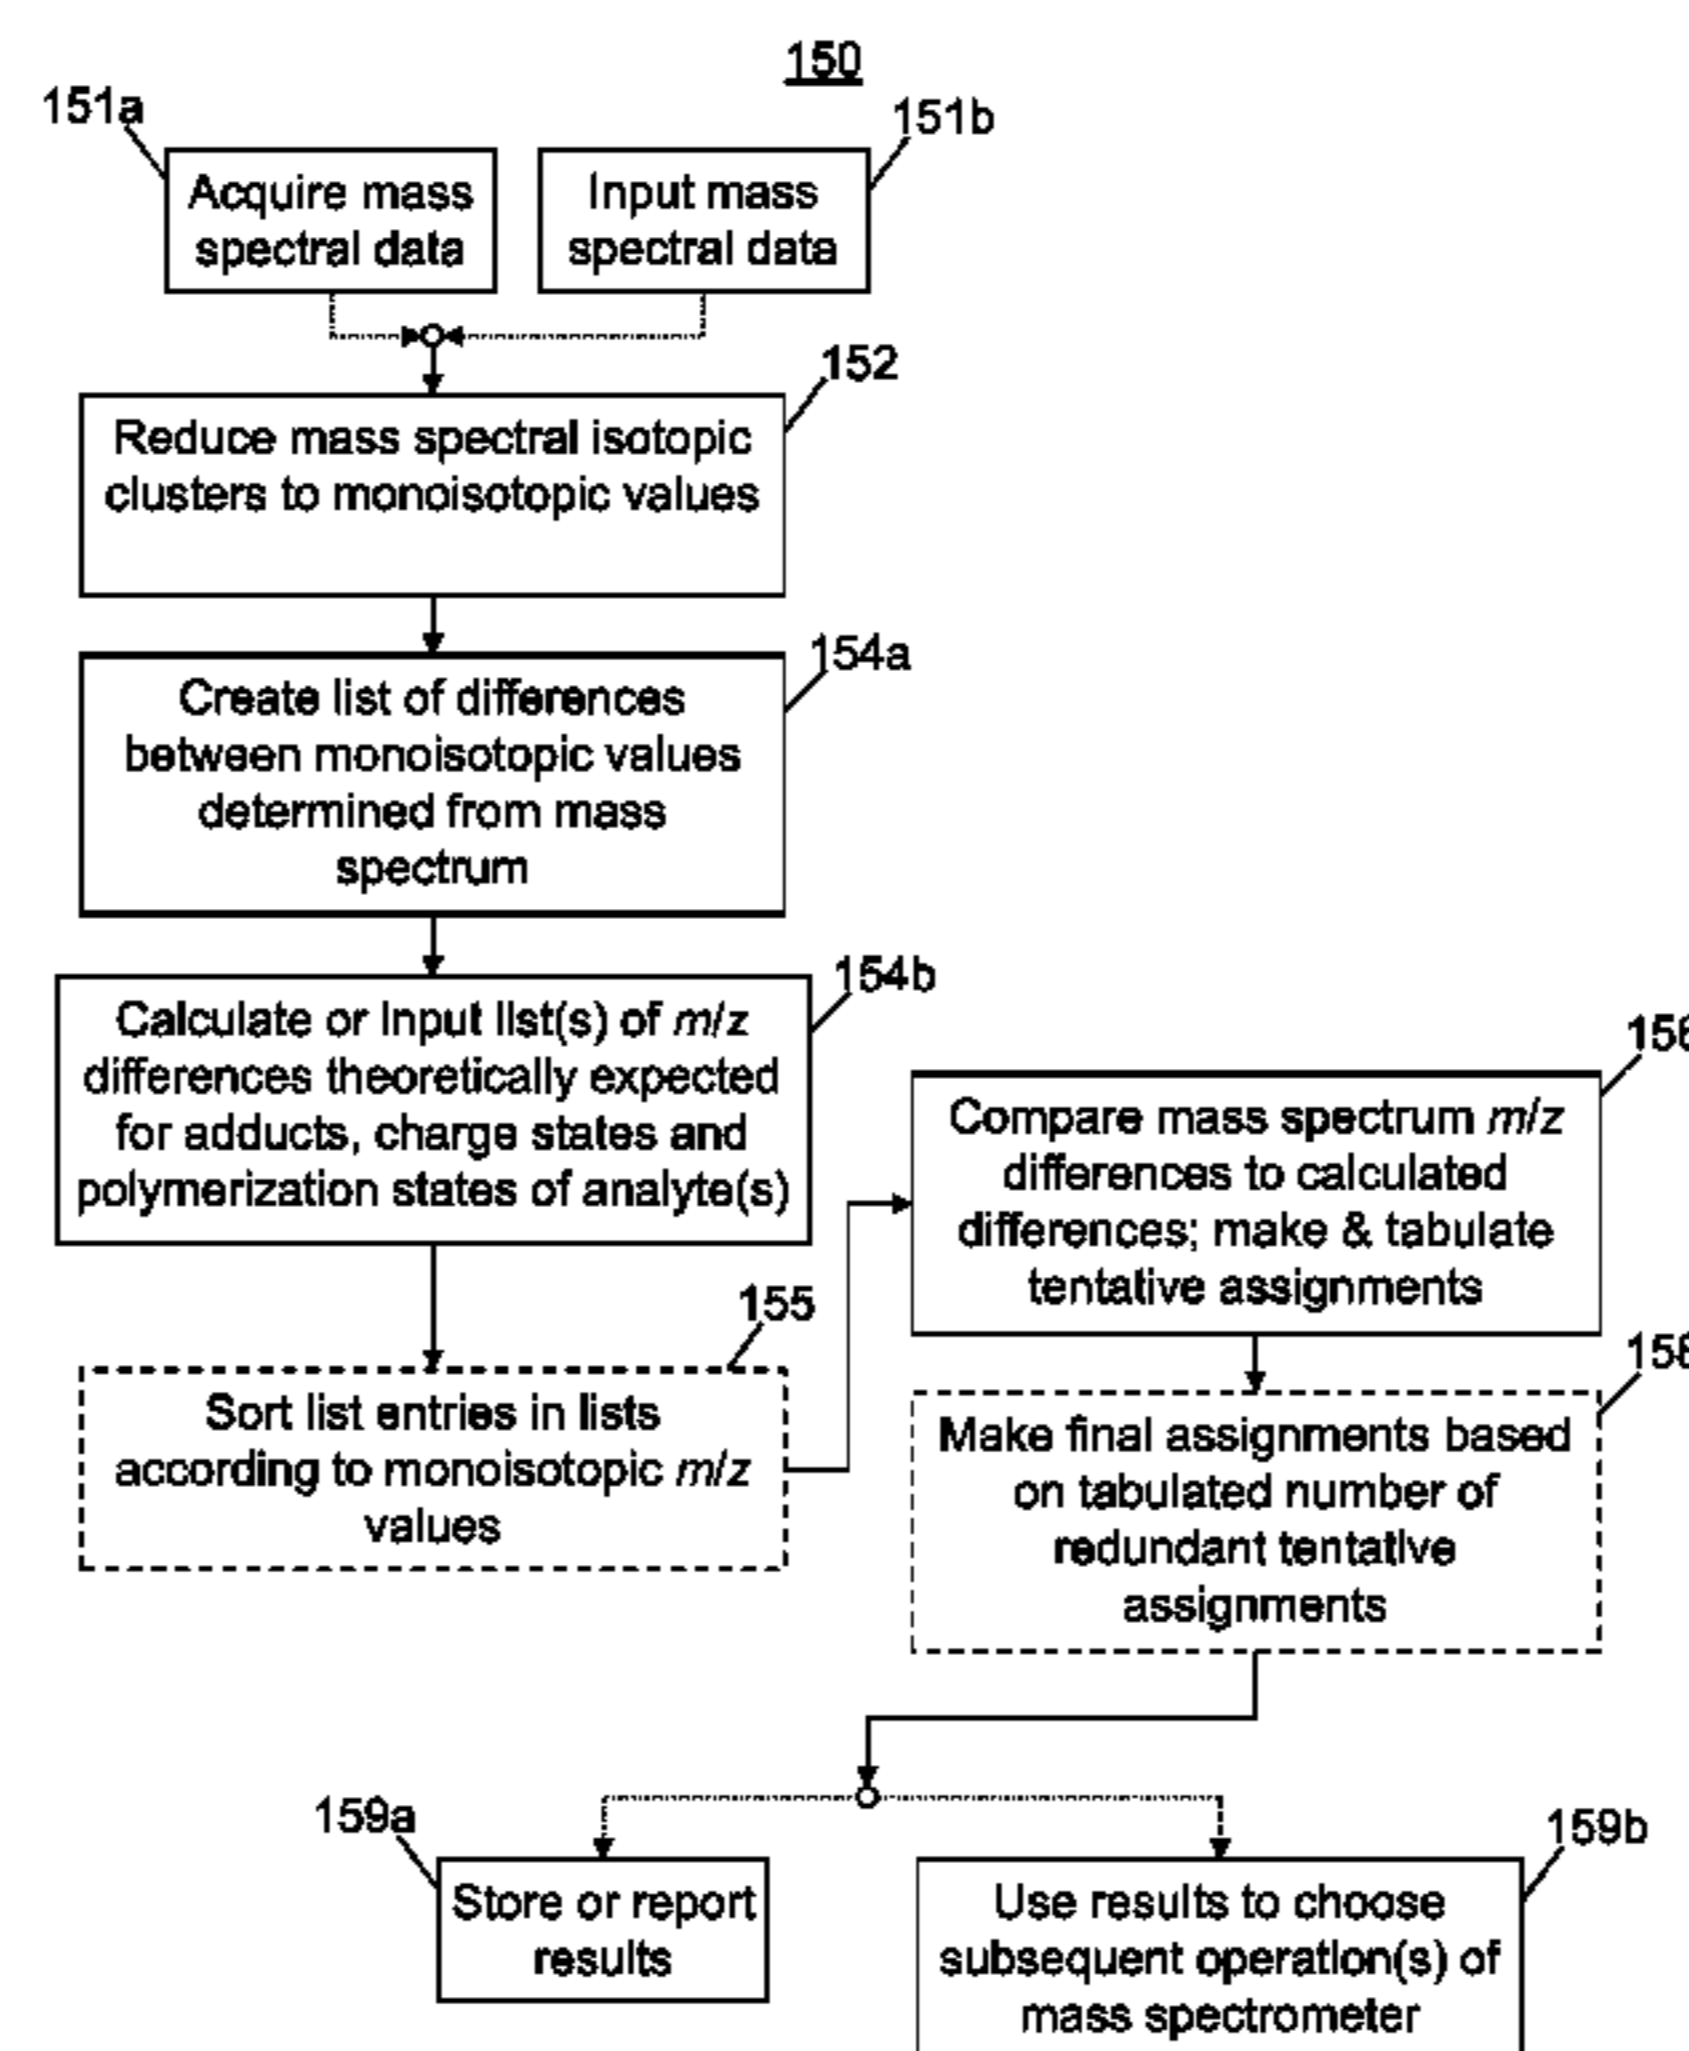 150
151a
151b
Acquire mass
spectral data
Input mass
spectral data
152
Reduce mass spectral isotopic
clusters to monoisotopic values
154a
Create list of differences
between monoisotopic values
determined from mass
spectrum
154b
Calculate or input list(s) of m/z
differences theoretically expected
for adducts, charge states and
polymerization states of analyte(s)
155
Sort list entries in lists
according to monoisotopic m/z
values
156
Compare mass spectrum m/z
differences to calculated
differences; make & tabulate
tentative assignments
158
Make final assignments based
on tabulated number of
redundant tentative
assignments
159a
Store or report
results
159b
Use results to choose
subsequent operation(s) of
mass spectrometer